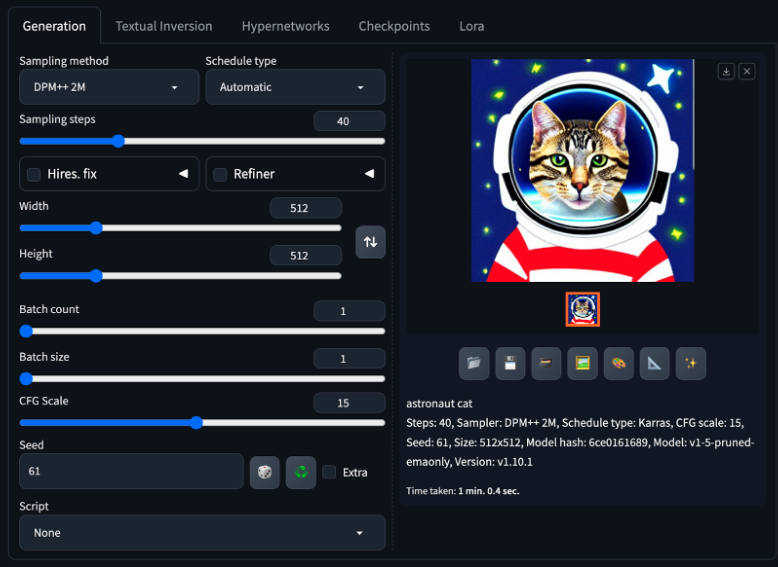 Generation Textual Inversion Hypernetworks Checkpoints Lora
Sampling method Schedule type
DPM++ 2M Automatic
Sampling steps 40
Hires. fix Refiner
Width 512
Height 512
Batch count 1
Batch size 1
CFG Scale 15
Seed
61 Extra
Script
None
astronaut cat
Steps: 40, Sampler: DPM++ 2M, Schedule type: Karras, CFG scale: 15,
Seed: 61, Size: 512x512, Model hash: 6ce0161689, Model: v1-5-pruned-
emaonly, Version: v1.10.1
Time taken: 1 min. 0.4 sec.